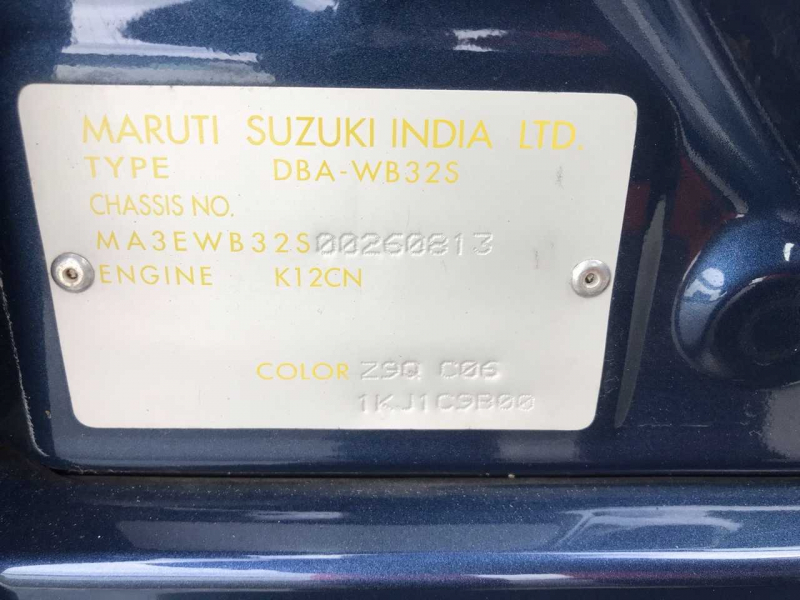 MARUTI SUZUKI INDIA LTD.
TYPE DBA-WB32S
CHASSIS NO.
MA3EWB32S00260813
ENGINE K12CN
COLOR Z9Q C06
1KJ1C9B00